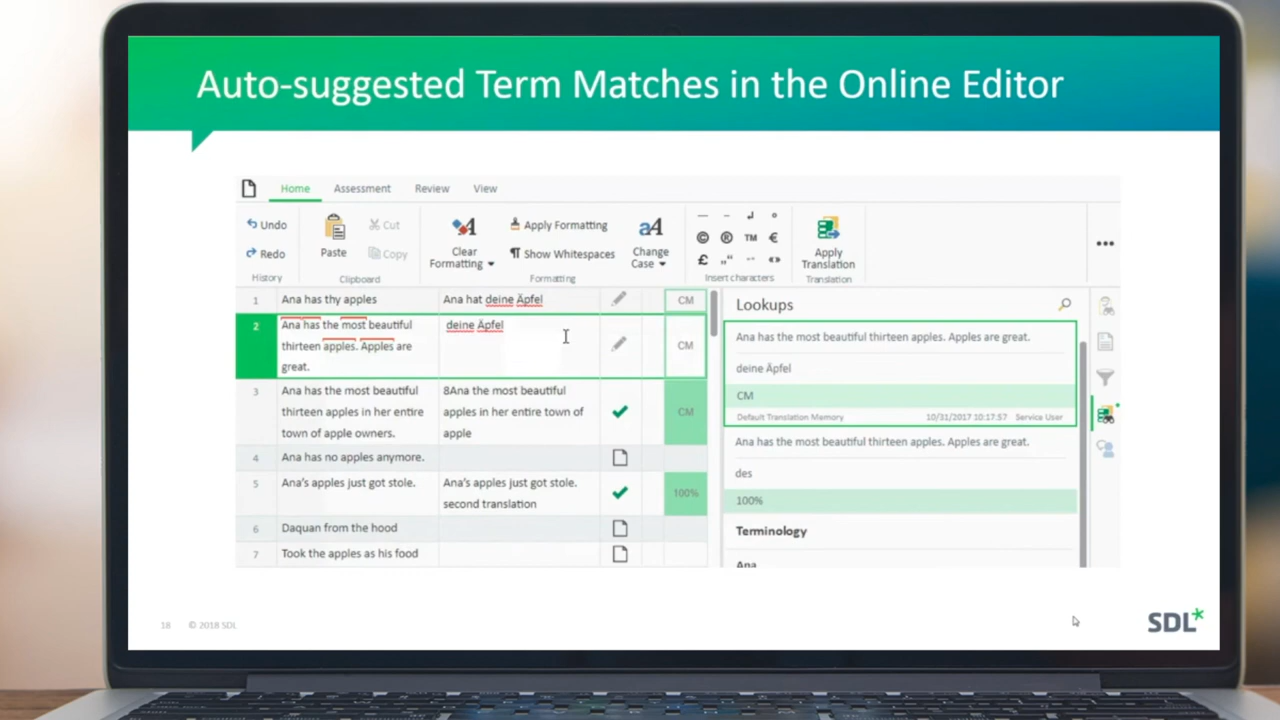 Auto-suggested Term Matches in the Online Editor
Home Assessment Review View
Undo
Redo
History
Paste
Cut
Copy
Clipboard
Clear
Formatting
Apply Formatting
Show Whitespaces
Formatting
Change
Case
© ® TM €
£ „“
Insert characters
Apply
Translation
Translation
1 Ana has thy apples Ana hat deine Äpfel CM
2 Ana has the most beautiful
thirteen apples. Apples are
great.
deine Äpfel
CM
3 Ana has the most beautiful
thirteen apples in her entire
town of apple owners.
8Ana the most beautiful
apples in her entire town of
apple
CM
4 Ana has no apples anymore.
5 Ana's apples just got stole. Ana's apples just got stole.
second translation
100%
6 Daquan from the hood
7 Took the apples as his food
Lookups
Ana has the most beautiful thirteen apples. Apples are great.
deine Äpfel
CM
Default Translation Memory 10/31/2017 10:17:57 Service User
Ana has the most beautiful thirteen apples. Apples are great.
des
100%
Terminology
Ana
18 © 2018 SDL
SDL*